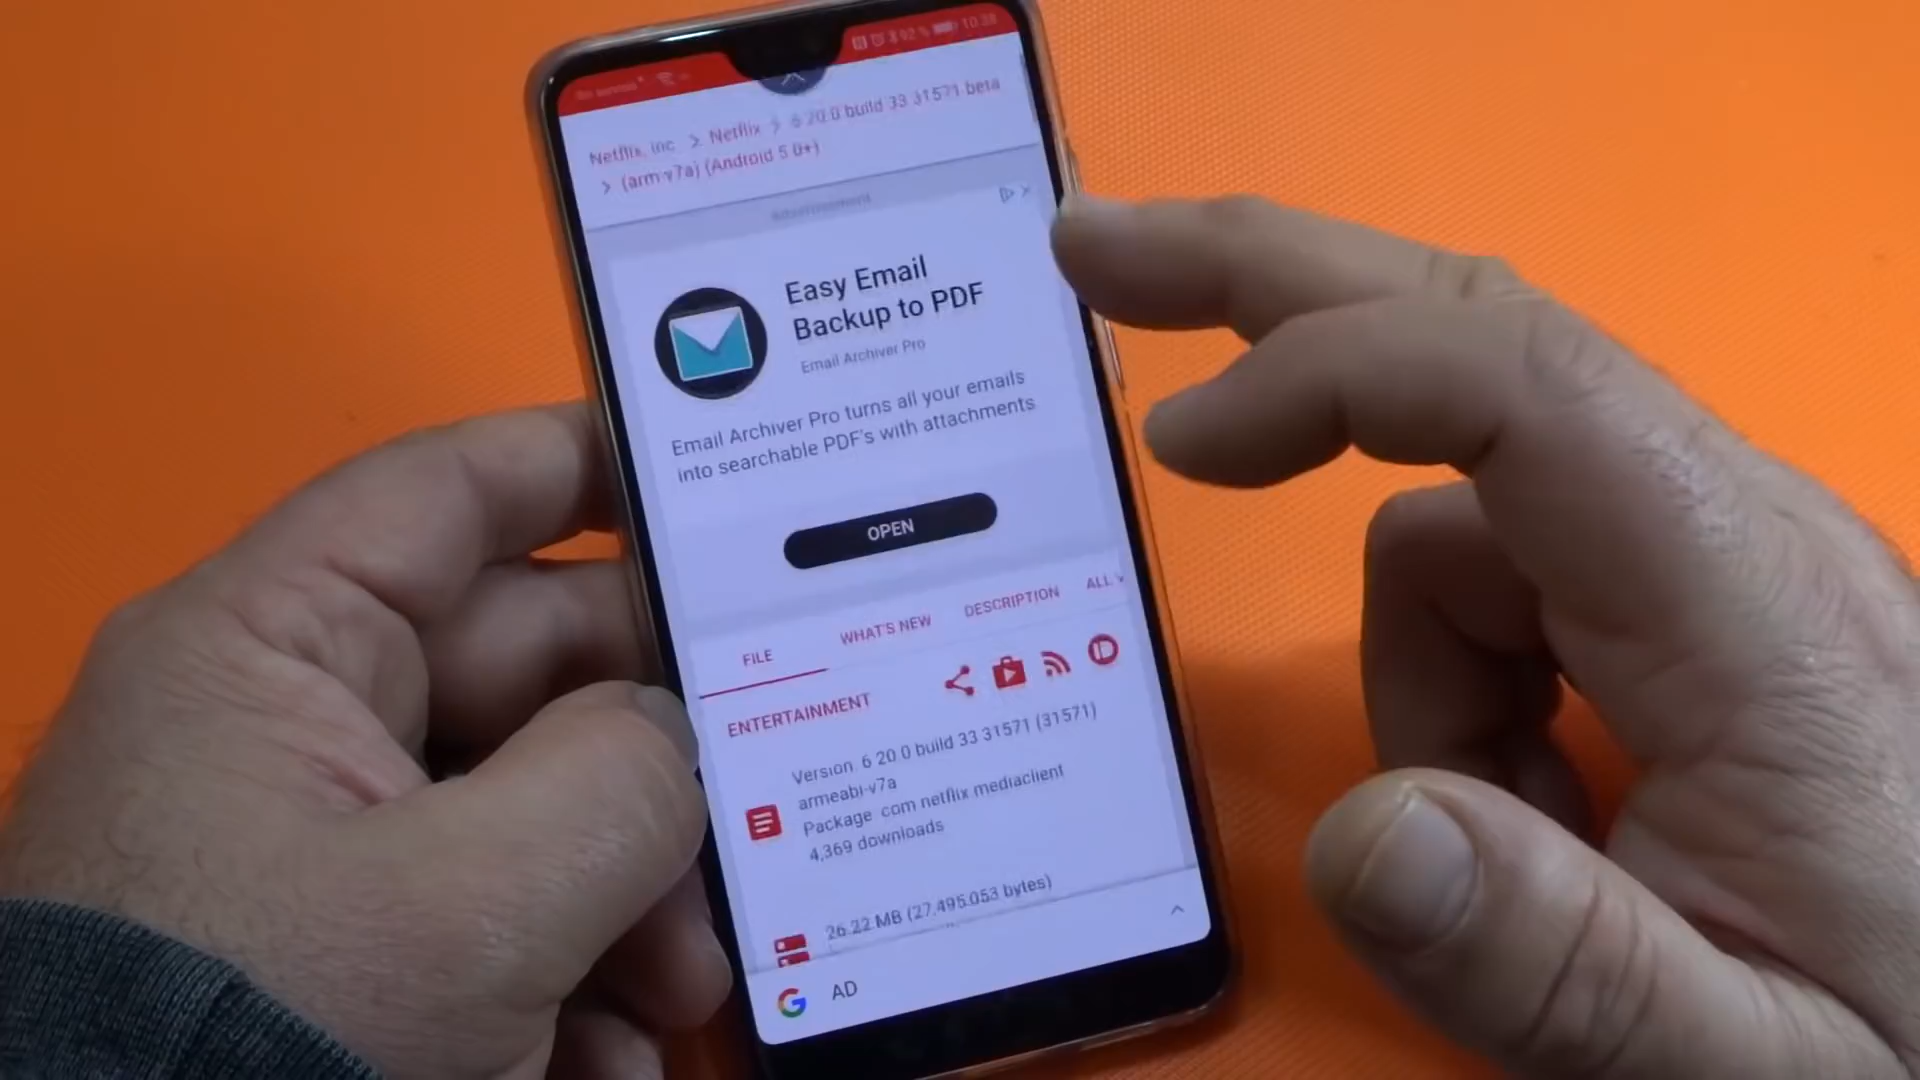 10:38
Netflix, Inc > Netflix > 6 20 0 build 33 31571 beta
> (arm-v7a) (Android 5 0+)
Advertisement
Easy Email
Backup to PDF
Email Archiver Pro
Email Archiver Pro turns all your emails
into searchable PDF's with attachments
OPEN
FILE
WHAT'S NEW
DESCRIPTION
ALL
ENTERTAINMENT
Version 6 20 0 build 33 31571 (31571)
armeabi-v7a
Package com netflix mediaclient
4,369 downloads
26.22 MB (27,495,053 bytes)
AD